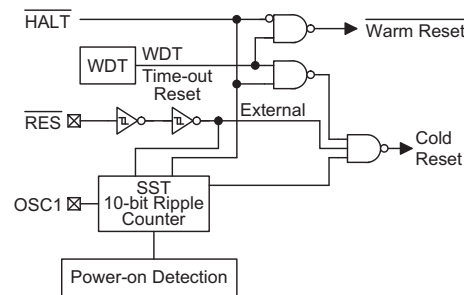 HALT
Warm Reset
WDT
WDT
Time-out
Reset
RES
External
Cold
Reset
OSC1
SST
10-bit Ripple
Counter
Power-on Detection